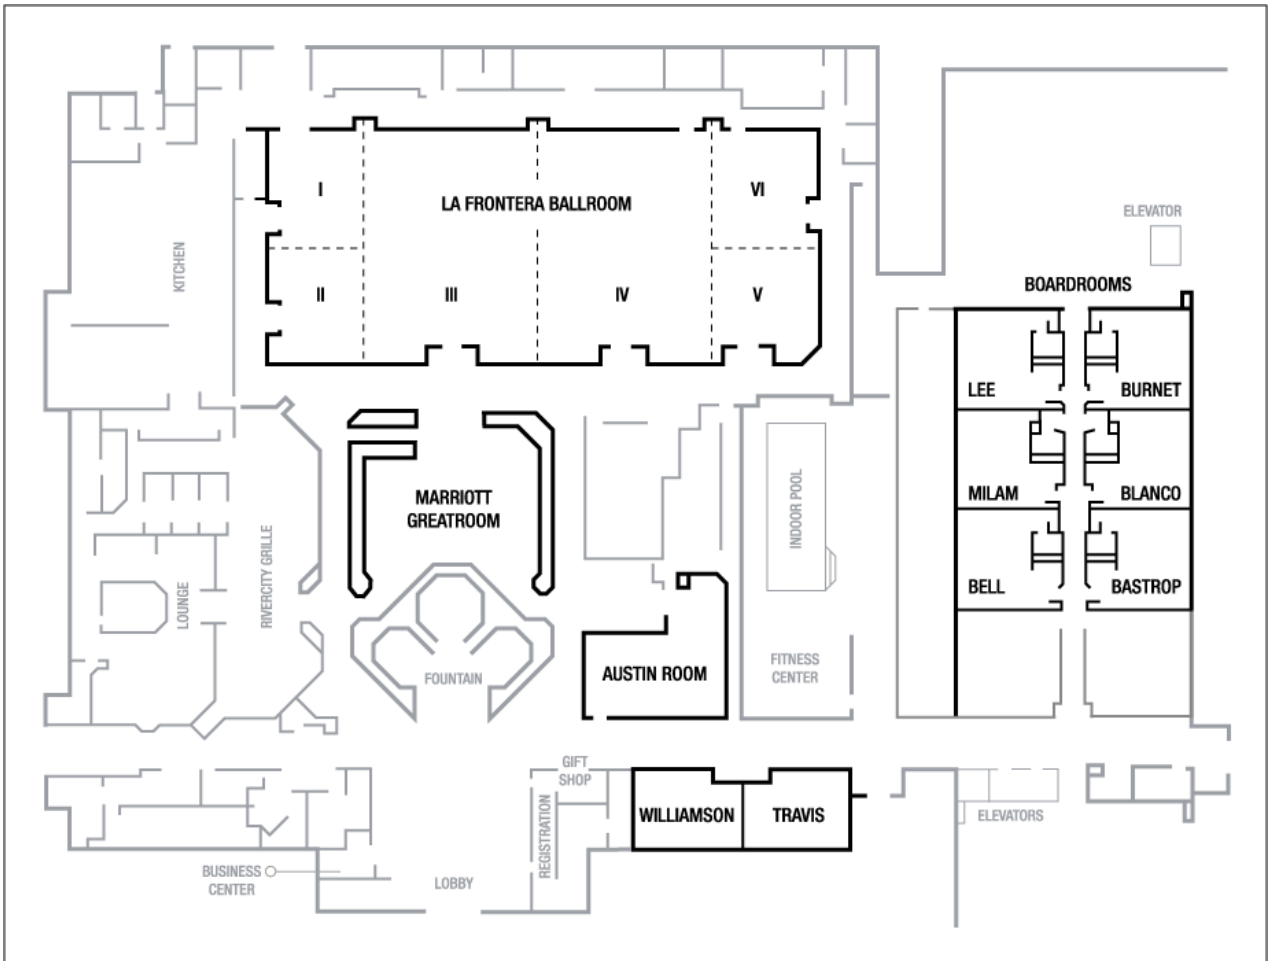 I
LA FRONTERA BALLROOM
VI
ELEVATOR
KITCHEN
BOARDROOMS
II
III
IV
V
LEE
BURNET
MARRIOTT
GREATROOM
MILAM
BLANCO
INDOOR POOL
RIVERCITY GRILLE
LOUNGE
BELL
BASTROP
FOUNTAIN
AUSTIN ROOM
FITNESS
CENTER
GIFT
SHOP
REGISTRATION
WILLIAMSON
TRAVIS
ELEVATORS
BUSINESS
CENTER
LOBBY